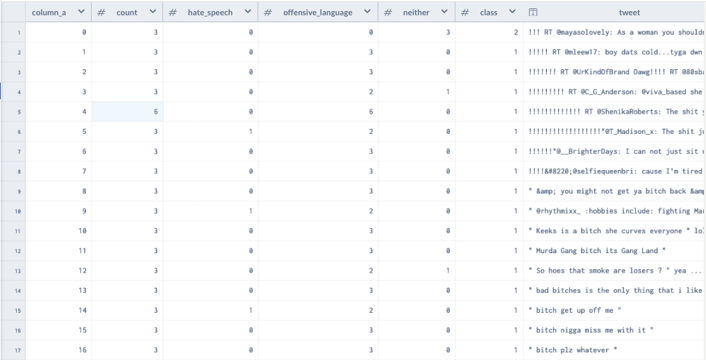 column_a # count # hate_speech # offensive_language # neither # class tweet
1 0 3 0 0 3 2 !!! RT @mayasolovely: As a woman you should
2 1 3 0 3 0 1 !!!!! RT @mleew17: boy dats cold...tyga dwn
3 2 3 0 3 0 1 !!!!!!! RT @UrKindOfBrand Dawg!!!! RT @80sba
4 3 3 0 2 1 1 !!!!!!!!! RT @C_G_Anderson: @viva_based she
5 4 6 0 6 0 1 !!!!!!!!!!!!! RT @ShenikaRoberts: The shit y
6 5 3 1 2 0 1 !!!!!!!!!!!!!!!!!!"@T_Madison_x: The shit ju
7 6 3 0 3 0 1 !!!!!!"@__BrighterDays: I can not just sit u
8 7 3 0 3 0 1 !!!!&#8220;@selfiequeenbri: cause I'm tired
9 8 3 0 3 0 1 " &amp; you might not get ya bitch back &amp
10 9 3 1 2 0 1 " @rhythmixx_ :hobbies include: fighting Mar
11 10 3 0 3 0 1 " Keeks is a bitch she curves everyone " lol
12 11 3 0 3 0 1 " Murda Gang bitch its Gang Land "
13 12 3 0 2 1 1 " So hoes that smoke are losers ? " yea ...
14 13 3 0 3 0 1 " bad bitches is the only thing that i like
15 14 3 1 2 0 1 " bitch get up off me "
16 15 3 0 3 0 1 " bitch nigga miss me with it "
17 16 3 0 3 0 1 " bitch plz whatever "